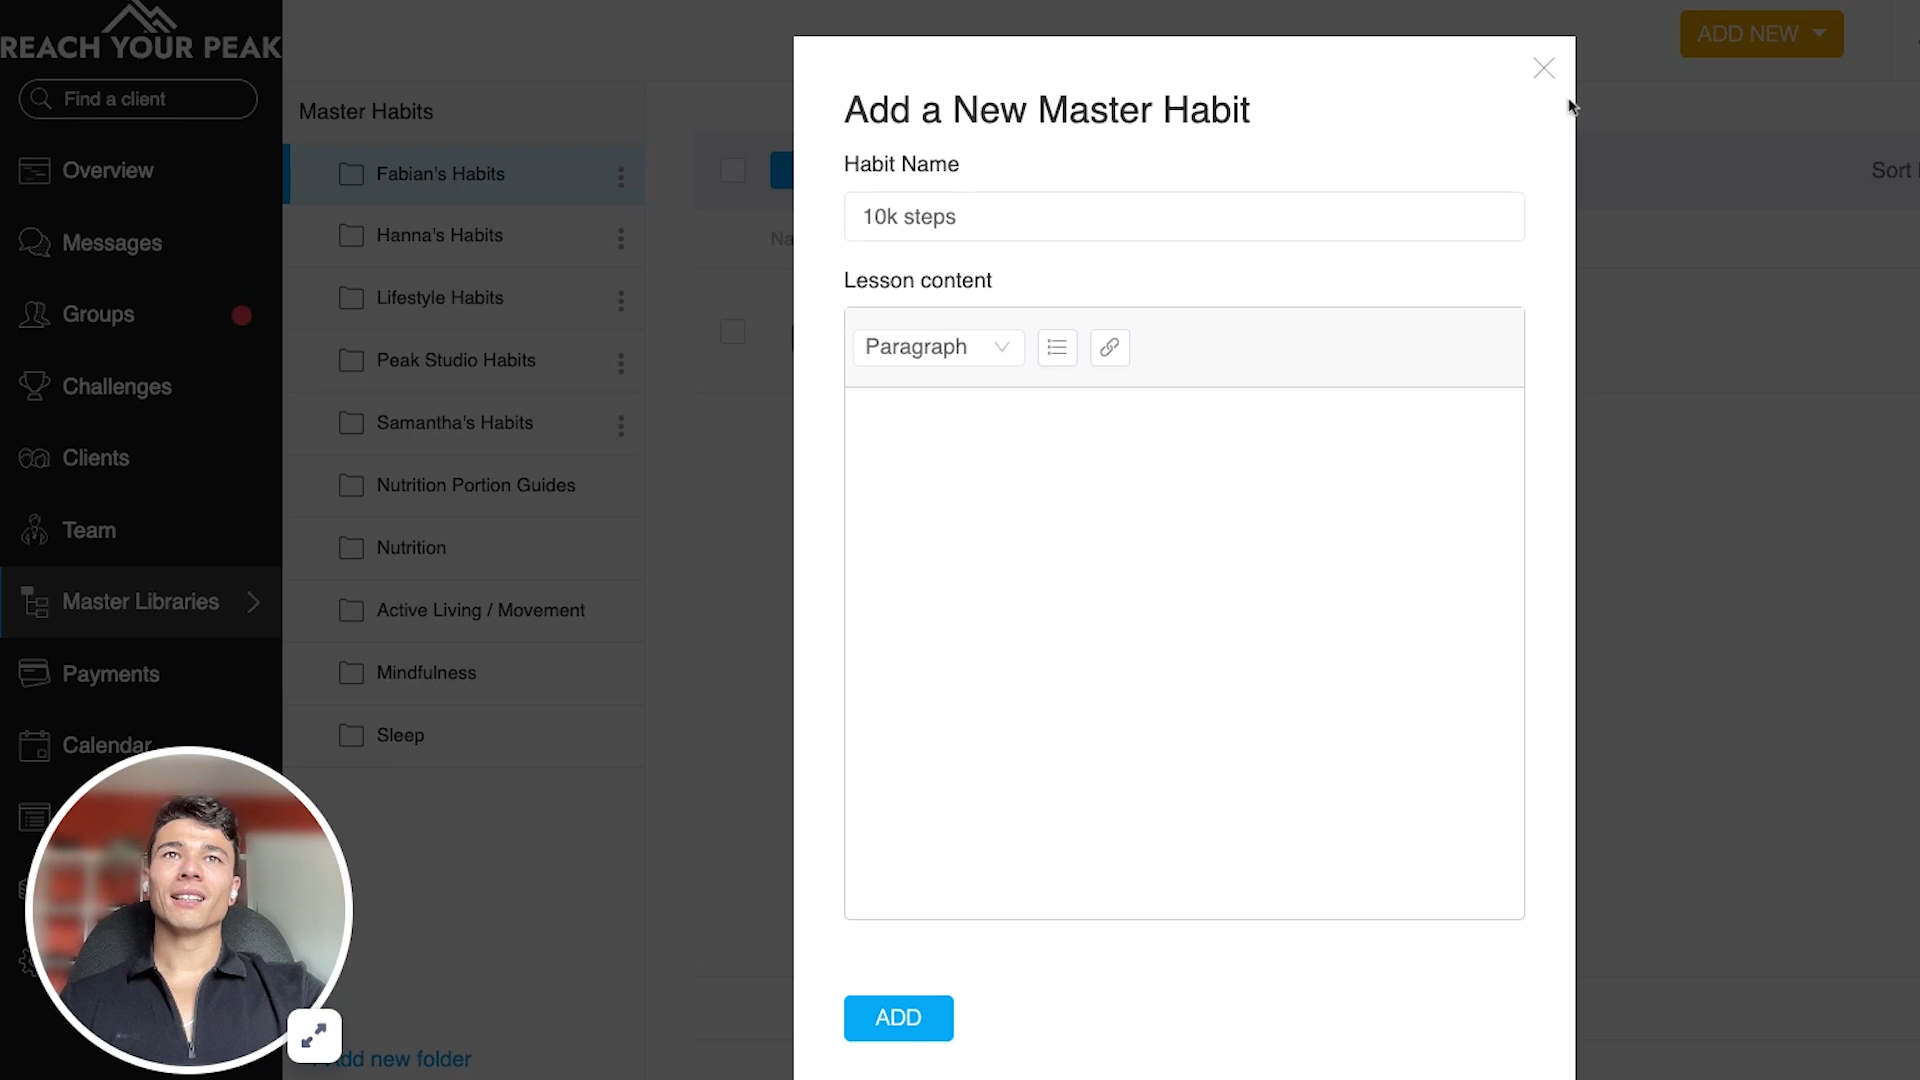 REACH YOUR PEAK
Find a client
Overview
Messages
Groups
Challenges
Clients
Team
Master Libraries
Payments
Calendar
Master Habits
Fabian's Habits
Hanna's Habits
Lifestyle Habits
Peak Studio Habits
Samantha's Habits
Nutrition Portion Guides
Nutrition
Active Living / Movement
Mindfulness
Sleep
dd new folder
ADD NEW
Sort
Na
Add a New Master Habit
Habit Name
10k steps
Lesson content
Paragraph
ADD